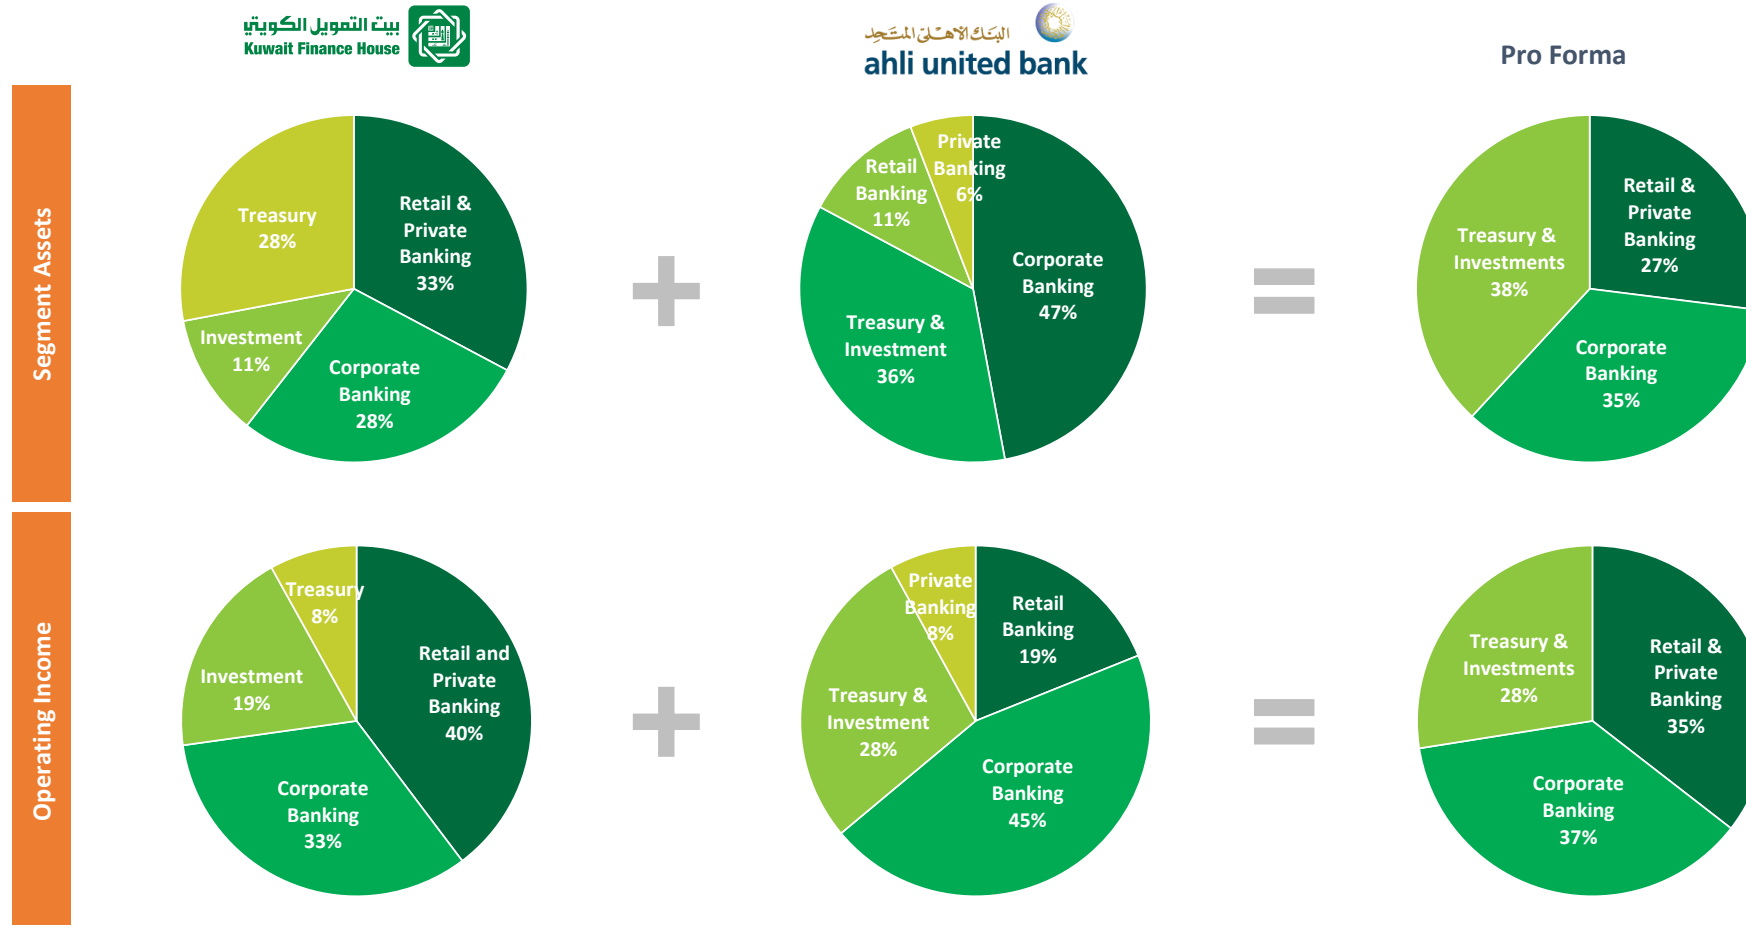 بيت التمويل الكويتي
Kuwait Finance House
البنك الأهلي المتحد
ahli united bank
Pro Forma
Segment Assets
Treasury
28%
Retail &
Private
Banking
33%
Investment
11%
Corporate
Banking
28%
Private
Banking
6%
Retail
Banking
11%
Corporate
Banking
47%
Treasury &
Investment
36%
Retail &
Private
Banking
27%
Treasury &
Investments
38%
Corporate
Banking
35%
Operating Income
Treasury
8%
Retail and
Private
Banking
40%
Investment
19%
Corporate
Banking
33%
Private
Banking
8%
Retail
Banking
19%
Treasury &
Investment
28%
Corporate
Banking
45%
Treasury &
Investments
28%
Retail &
Private
Banking
35%
Corporate
Banking
37%